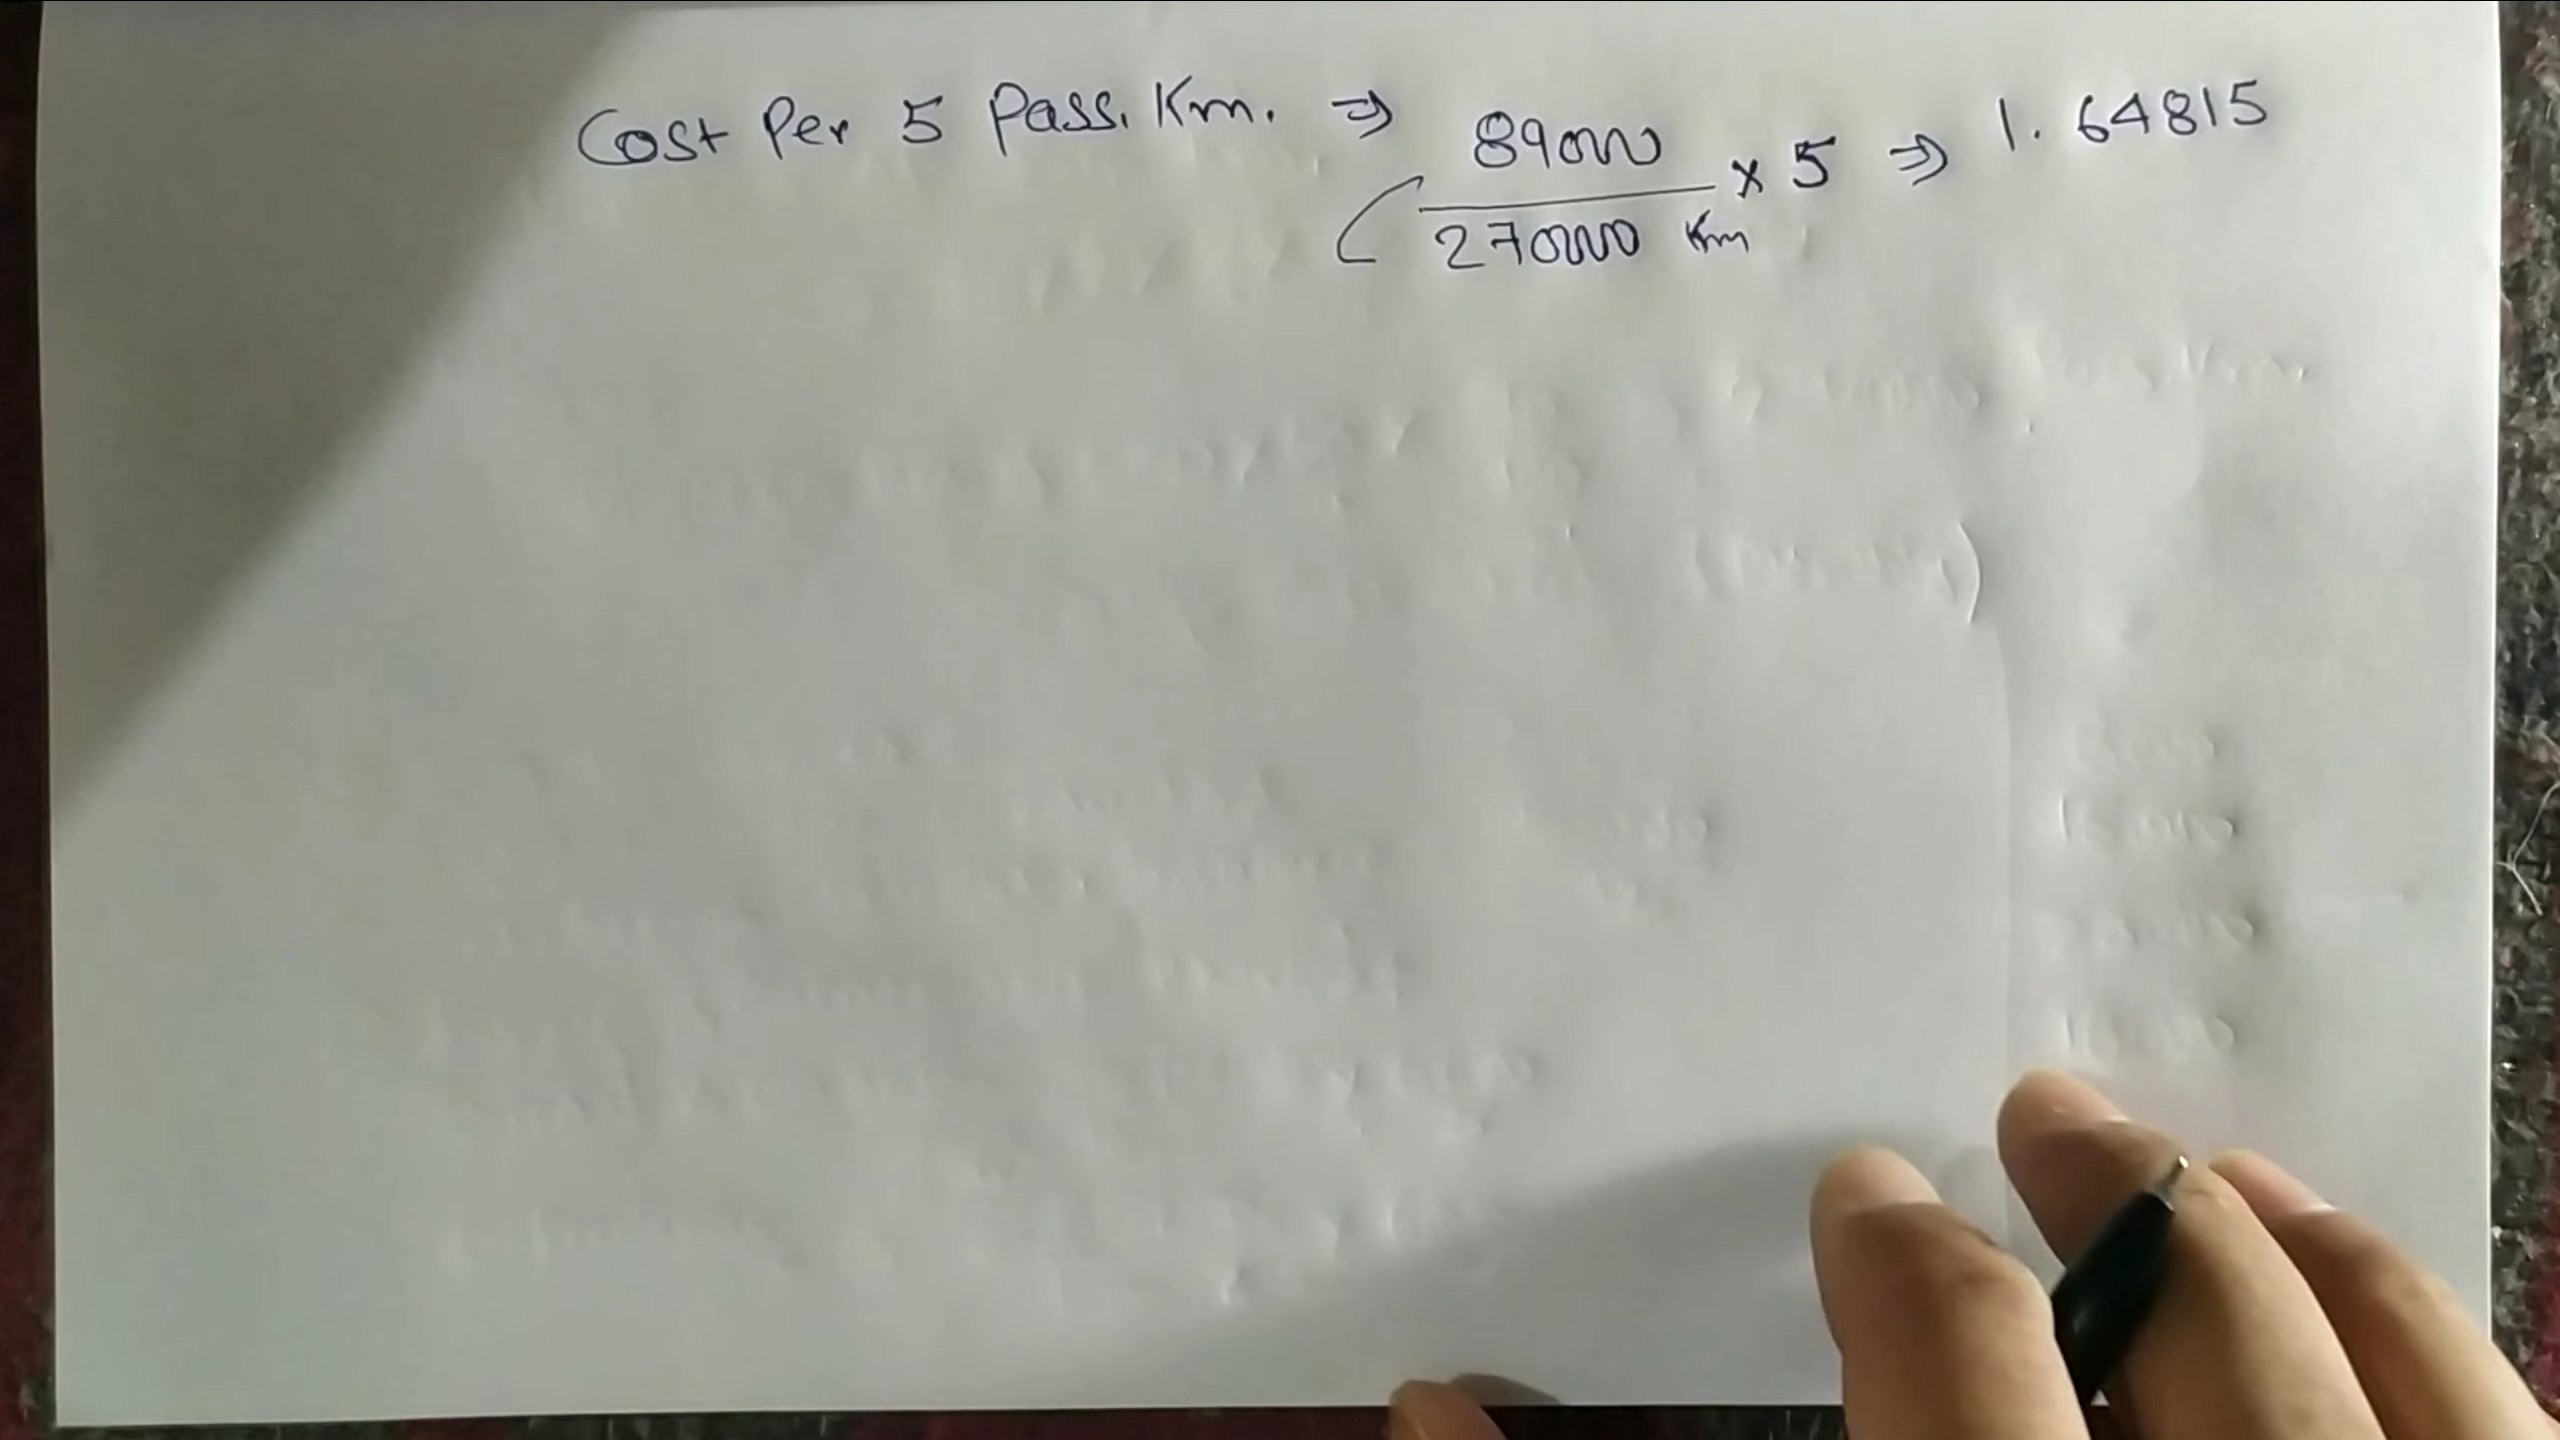 Cost Per 5 Pass. Km. ⇒ 89000 / 270000 Km × 5 ⇒ 1.64815